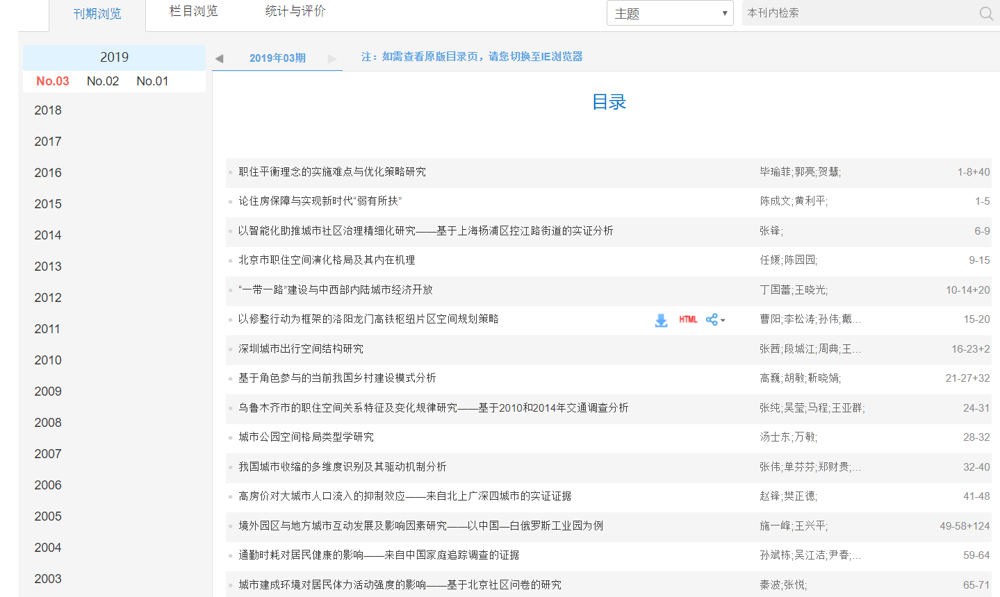 刊期浏览 栏目浏览 统计与评价 主题 本刊内检索
2019
No.03 No.02 No.01
2018
2017
2016
2015
2014
2013
2012
2011
2010
2009
2008
2007
2006
2005
2004
2003
2019年03期 注：如需查看原版目录页，请您切换至IE浏览器
目录
职住平衡理念的实施难点与优化策略研究 毕瑜菲;郭亮;贺慧; 1-8+40
论住房保障与实现新时代“弱有所扶” 陈成文;黄利平; 1-5
以智能化助推城市社区治理精细化研究——基于上海杨浦区控江路街道的实证分析 张锋; 6-9
北京市职住空间演化格局及其内在机理 任媛;陈园园; 9-15
“一带一路”建设与中西部内陆城市经济开放 丁国蕾;王晓光; 10-14+20
以修整行动为框架的洛阳龙门高铁枢纽片区空间规划策略 HTML 曹阳;李松涛;孙伟;戴... 15-20
深圳城市出行空间结构研究 张茜;段城江;周典;王... 16-23+2
基于角色参与的当前我国乡村建设模式分析 高巍;胡敏;靳晓娟; 21-27+32
乌鲁木齐市的职住空间关系特征及变化规律研究——基于2010和2014年交通调查分析 张纯;吴莹;马程;王亚群; 24-31
城市公园空间格局类型学研究 汤士东;万敏; 28-32
我国城市收缩的多维度识别及其驱动机制分析 张伟;单芬芬;郑财贵;... 32-40
高房价对大城市人口流入的抑制效应——来自北上广深四城市的实证证据 赵锋;樊正德; 41-48
境外园区与地方城市互动发展及影响因素研究——以中国—白俄罗斯工业园为例 施一峰;王兴平; 49-58+124
通勤时耗对居民健康的影响——来自中国家庭追踪调查的证据 孙斌栋;吴江洁;尹春;... 59-64
城市建成环境对居民体力活动强度的影响——基于北京社区问卷的研究 秦波;张悦; 65-71